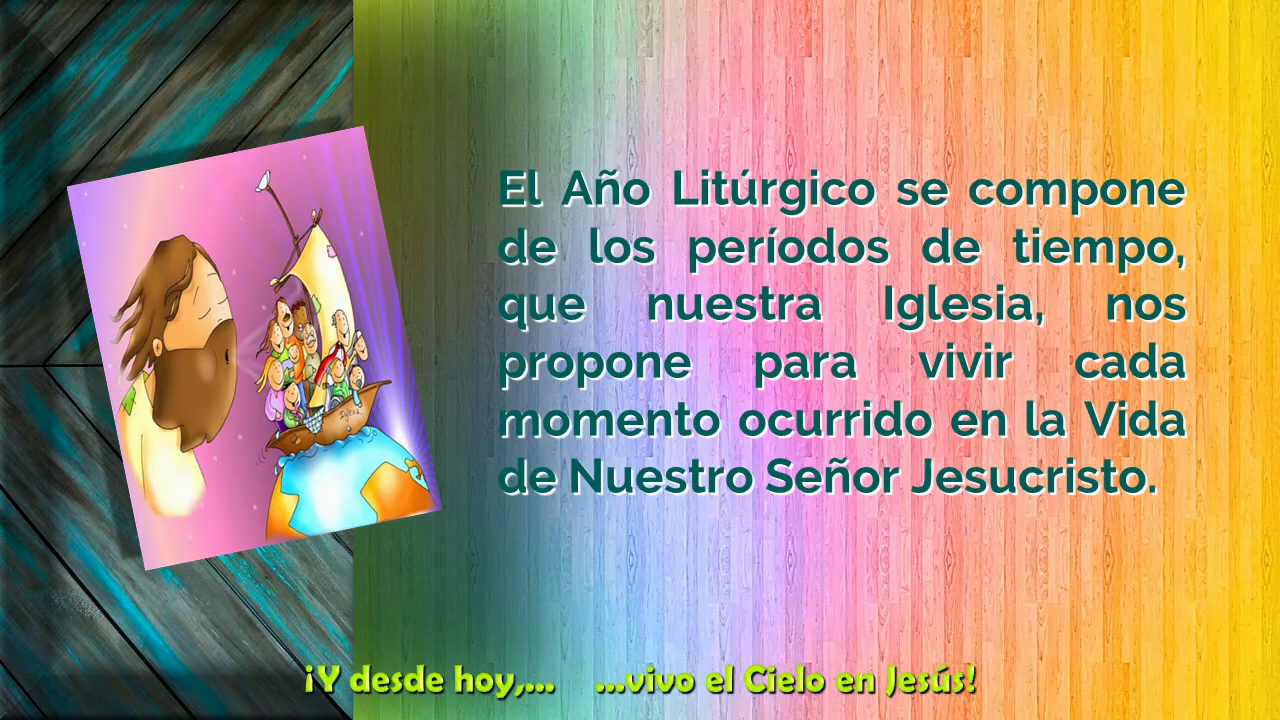 El Año Litúrgico se compone
de los períodos de tiempo,
que nuestra Iglesia, nos
propone para vivir cada
momento ocurrido en la Vida
de Nuestro Señor Jesucristo.
Iglesia
¡Y desde hoy,... ...vivo el Cielo en Jesús!